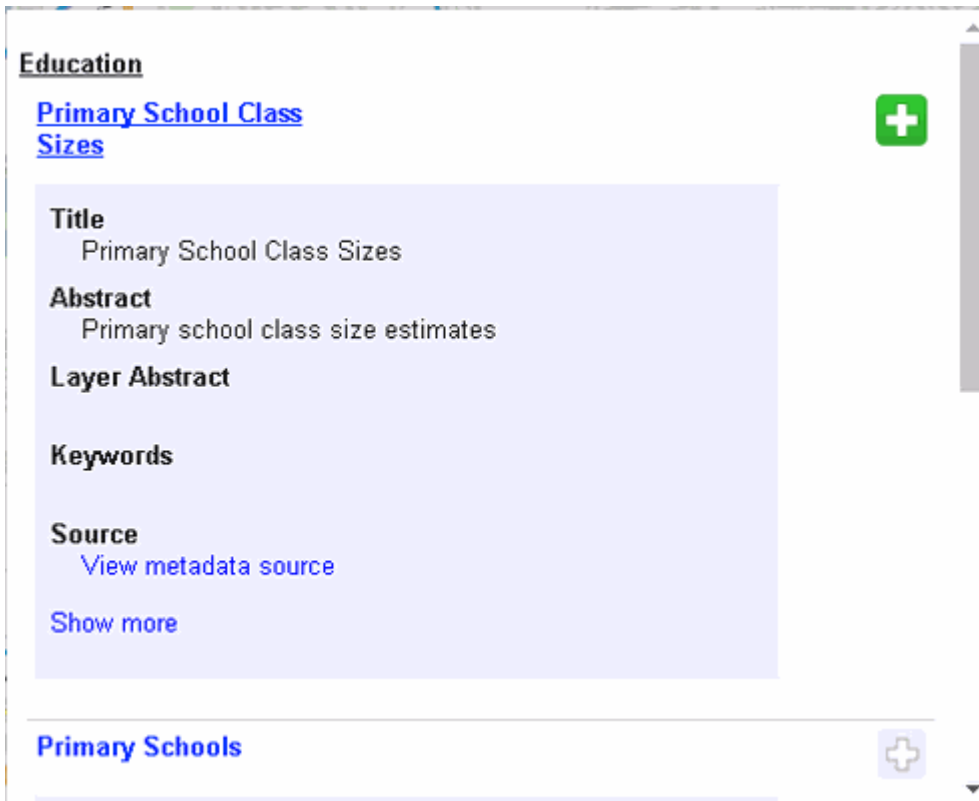 Education
Primary School Class
Sizes
Title
Primary School Class Sizes
Abstract
Primary school class size estimates
Layer Abstract
Keywords
Source
View metadata source
Show more
Primary Schools